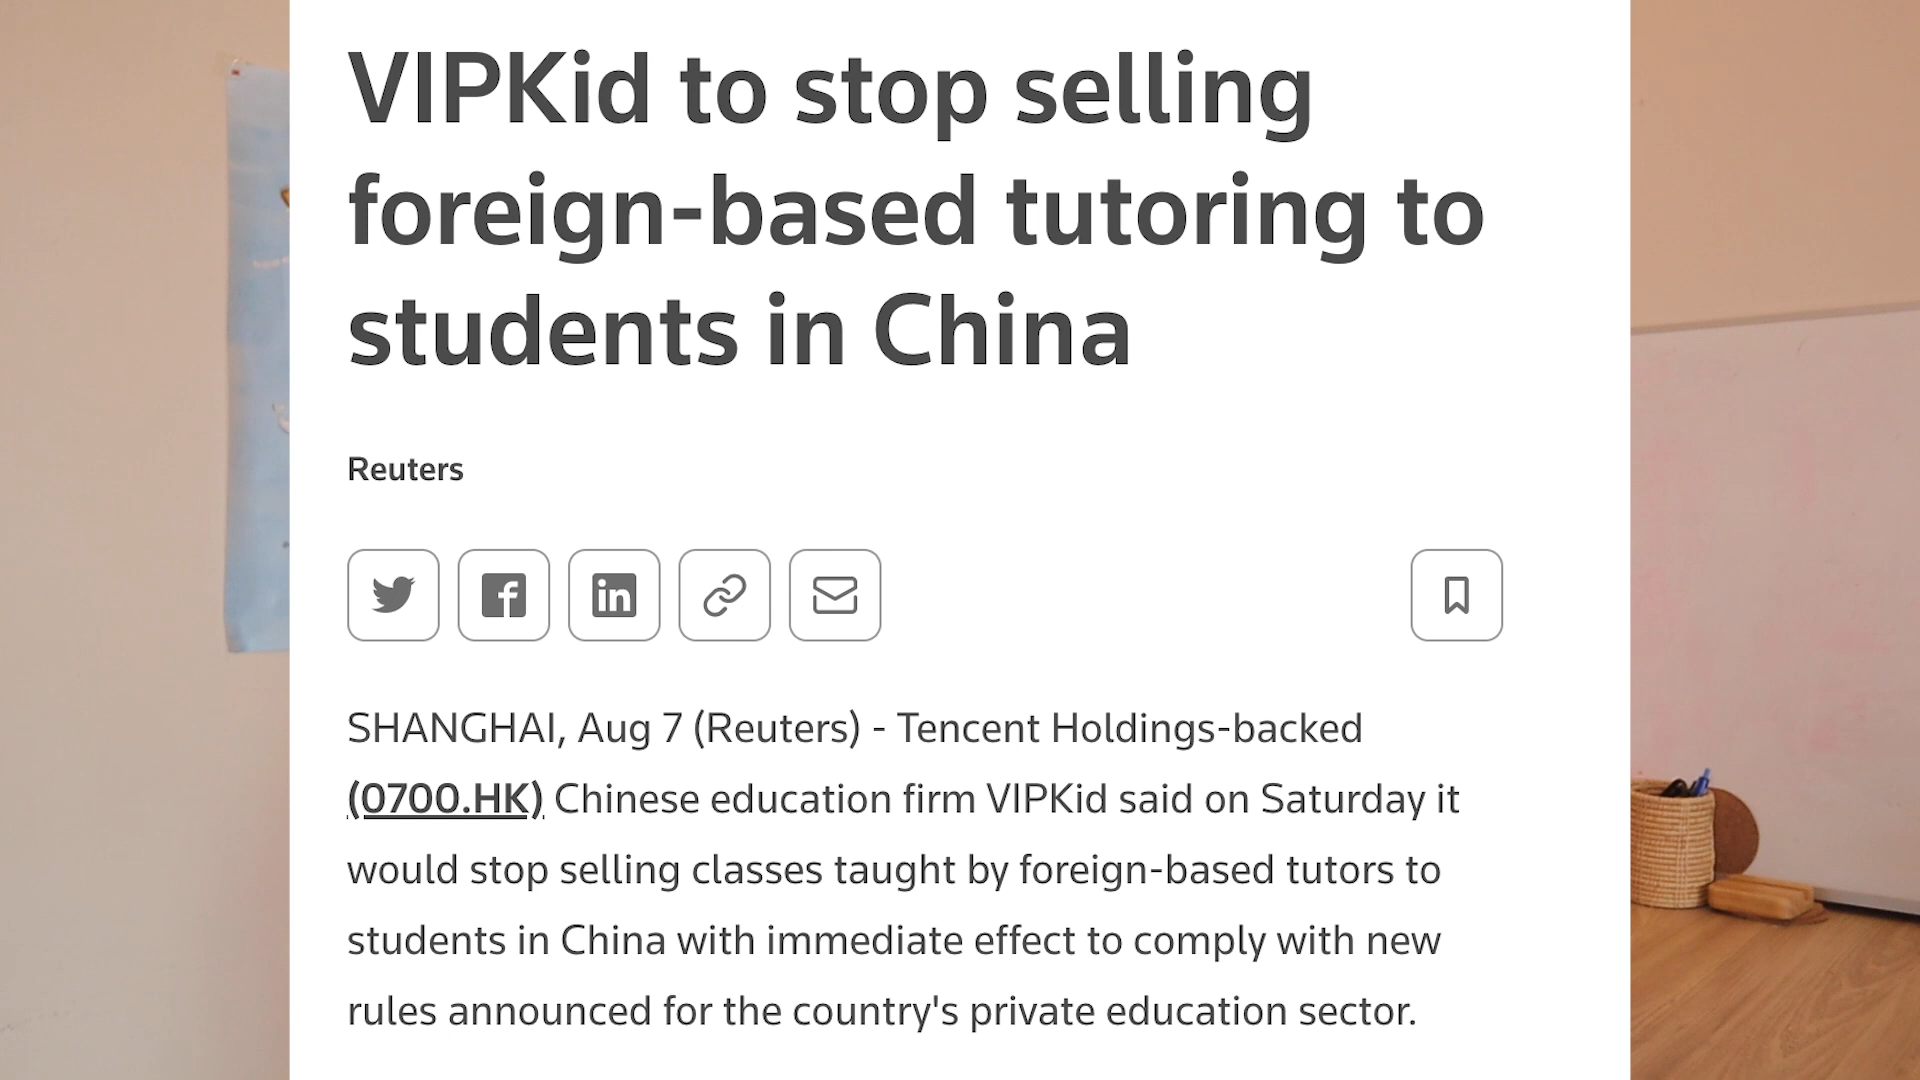 VIPKid to stop selling
foreign-based tutoring to
students in China
Reuters
SHANGHAI, Aug 7 (Reuters) - Tencent Holdings-backed
(0700.HK) Chinese education firm VIPKid said on Saturday it
would stop selling classes taught by foreign-based tutors to
students in China with immediate effect to comply with new
rules announced for the country's private education sector.